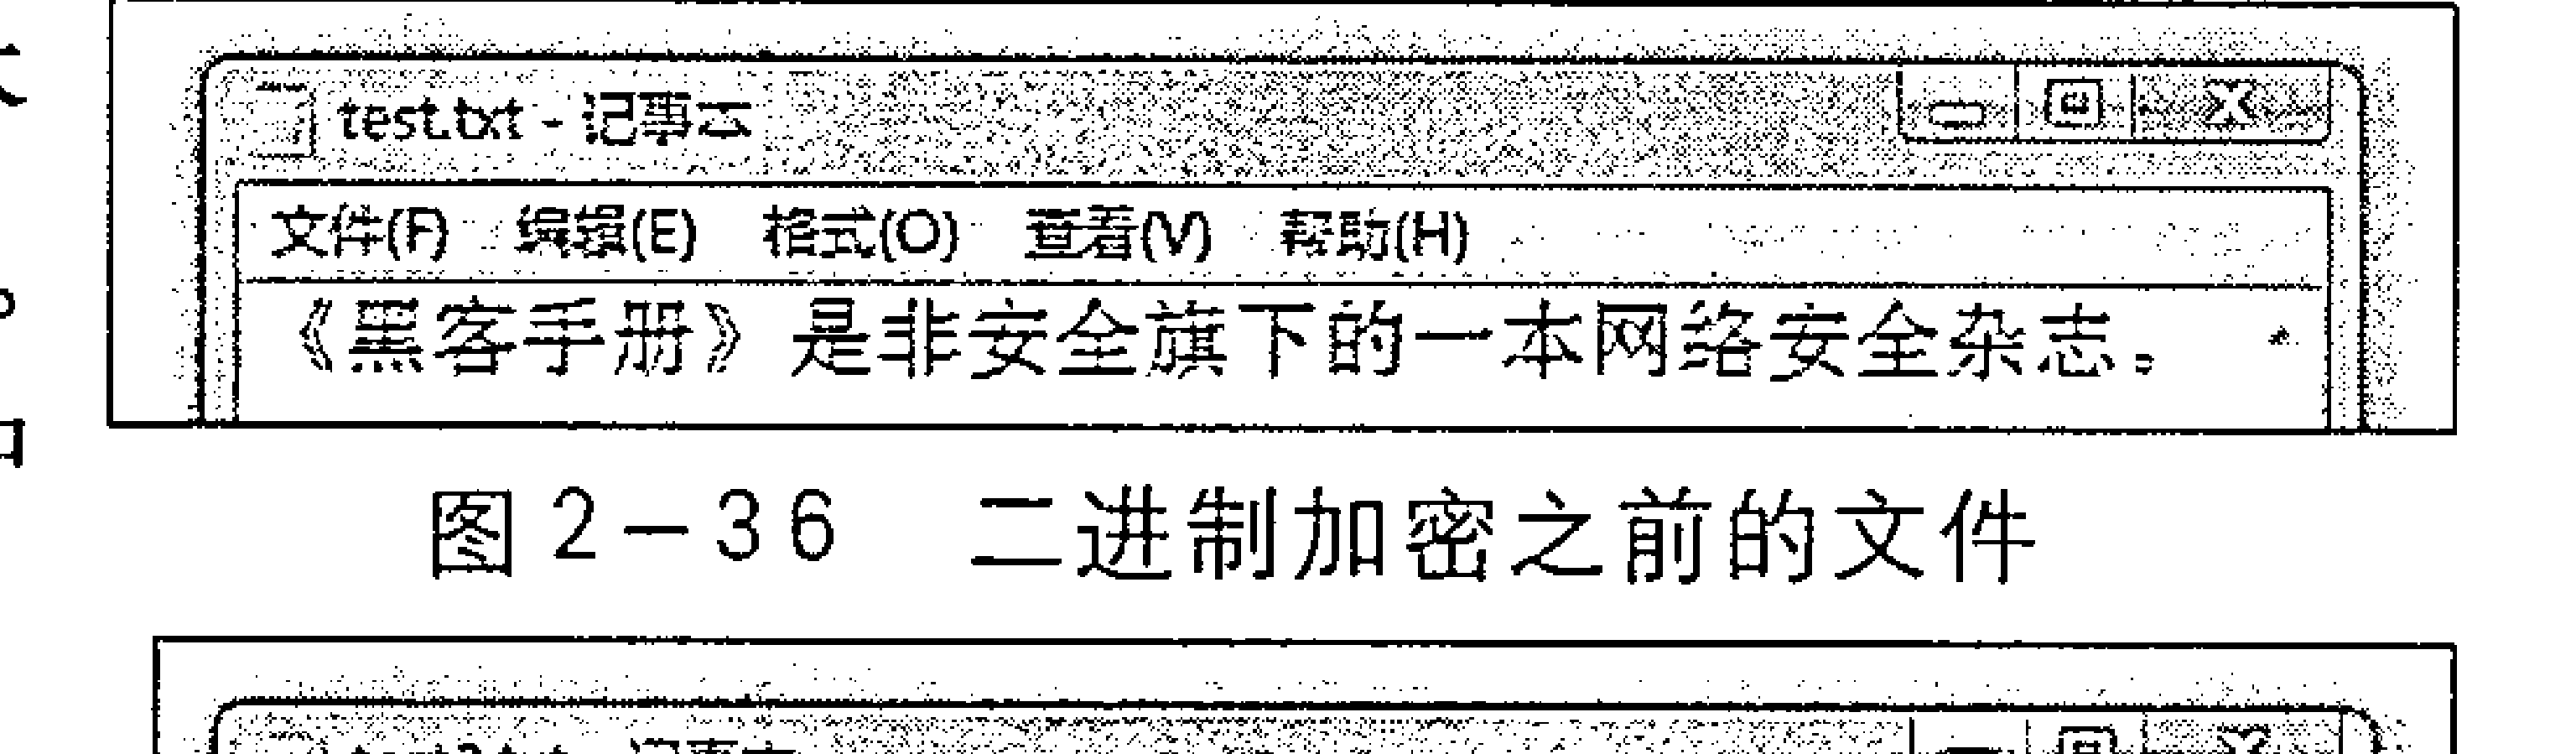 test.txt - 记事本
文件(F) 编辑(E) 格式(O) 查看(V) 帮助(H)
《黑客手册》是非安全旗下的一本网络安全杂志。
图2-36 二进制加密之前的文件